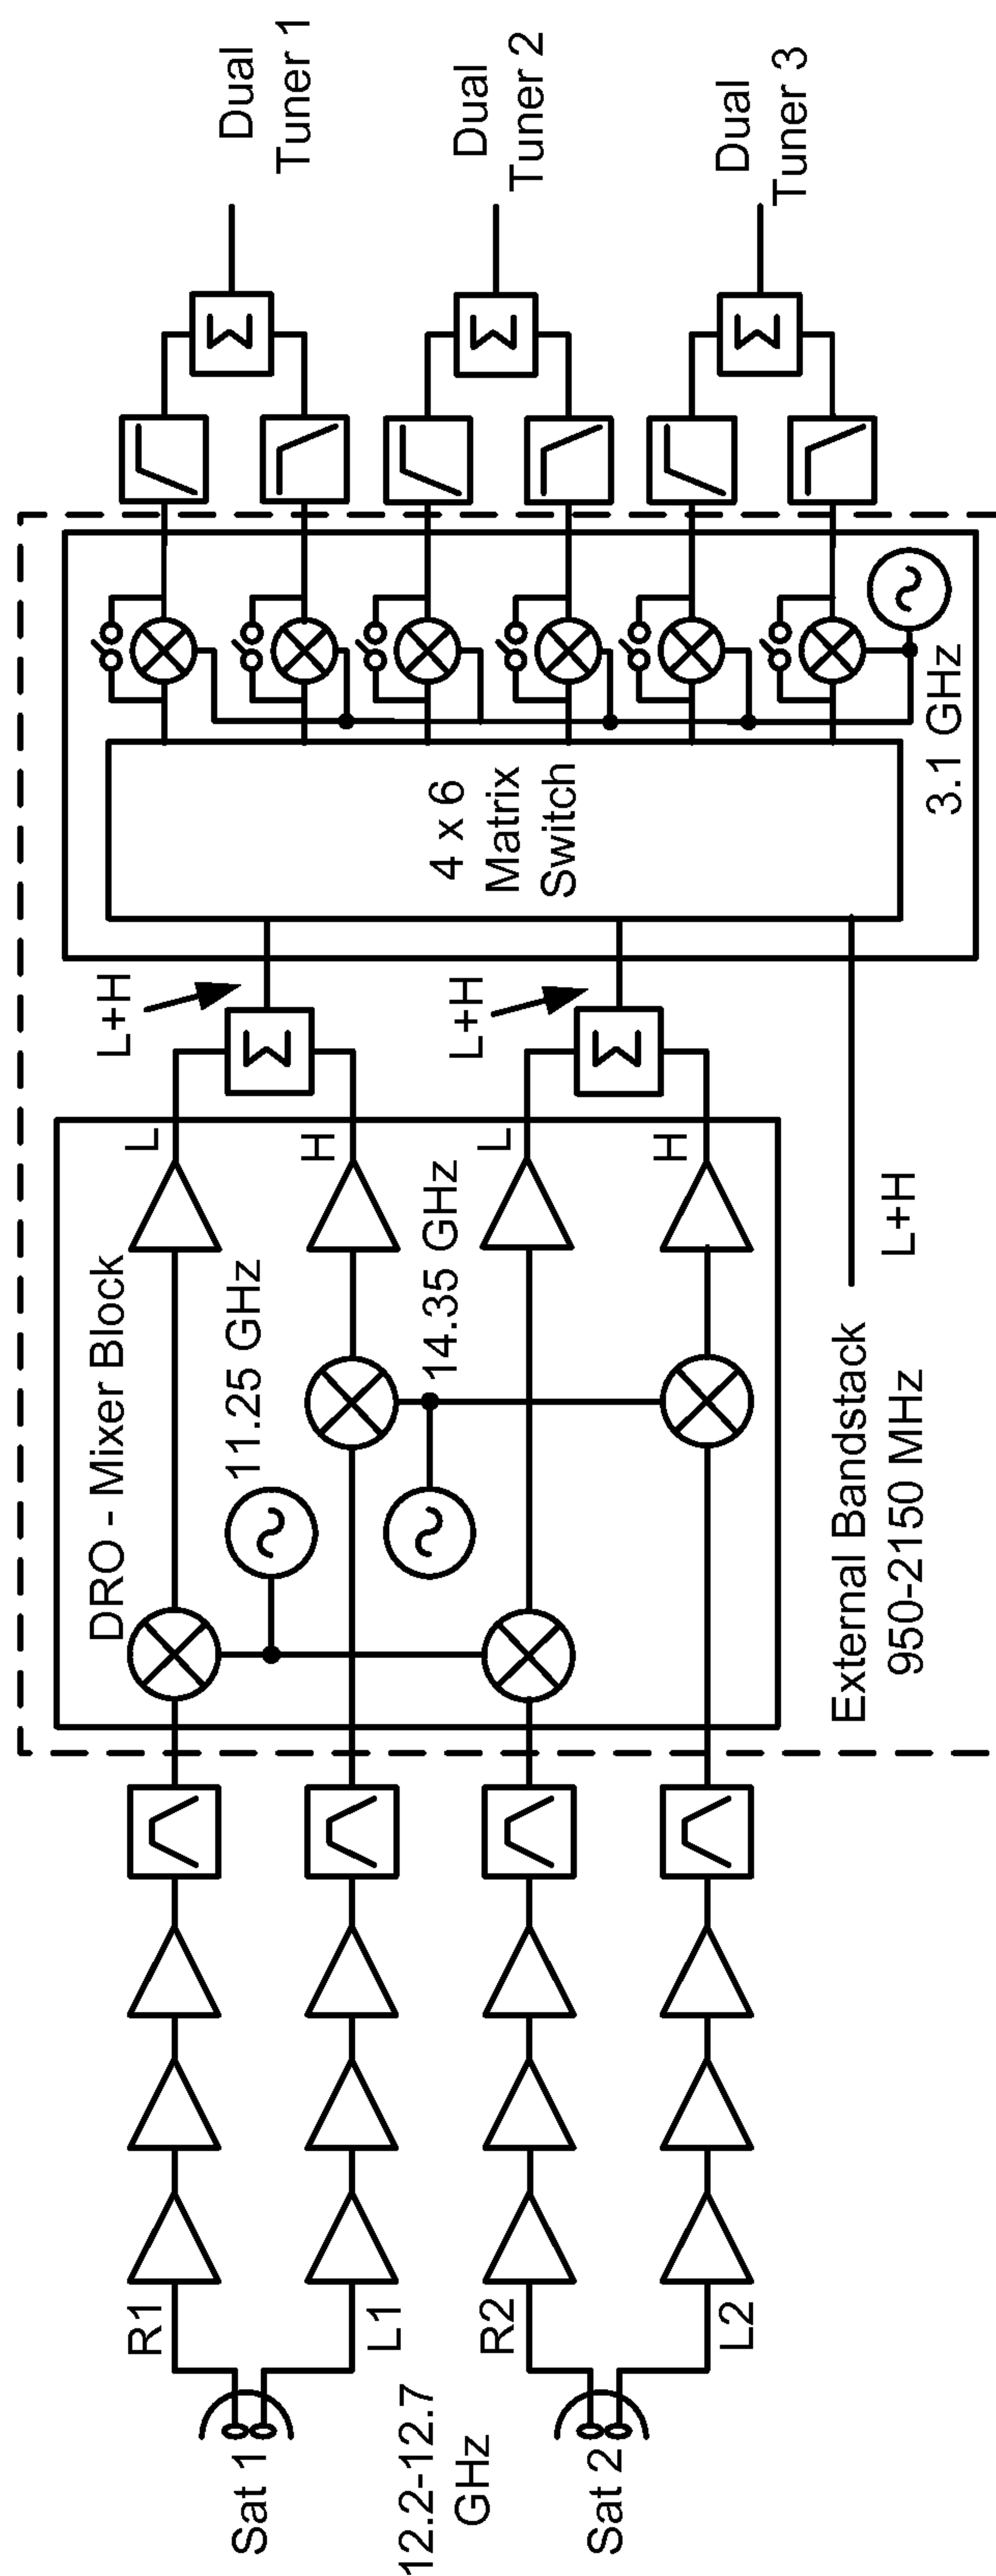 Sat 1
12.2-12.7
GHz
Sat 2
R1
L1
R2
L2
DRO - Mixer Block
11.25 GHz
14.35 GHz
L
H
L
H
External Bandstack
950-2150 MHz
L+H
L+H
L+H
Σ
Σ
4 x 6
Matrix
Switch
3.1 GHz
Σ
Σ
Σ
Dual
Tuner 1
Dual
Tuner 2
Dual
Tuner 3